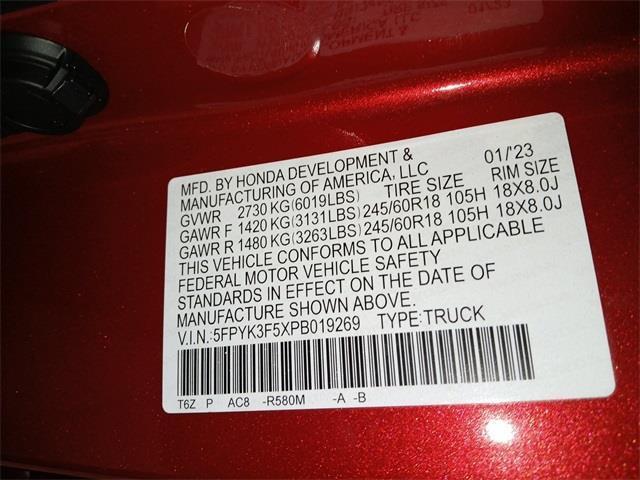 MFD. BY HONDA DEVELOPMENT & 01/'23
MANUFACTURING OF AMERICA, LLC
GVWR 2730 KG(6019LBS) TIRE SIZE RIM SIZE
GAWR F 1420 KG(3131LBS) 245/60R18 105H 18X8.0J
GAWR R 1480 KG(3263LBS) 245/60R18 105H 18X8.0J
THIS VEHICLE CONFORMS TO ALL APPLICABLE
FEDERAL MOTOR VEHICLE SAFETY
STANDARDS IN EFFECT ON THE DATE OF
MANUFACTURE SHOWN ABOVE.
V.I.N.:5FPYK3F5XPB019269 TYPE:TRUCK
T6Z P AC8 -R580M -A -B